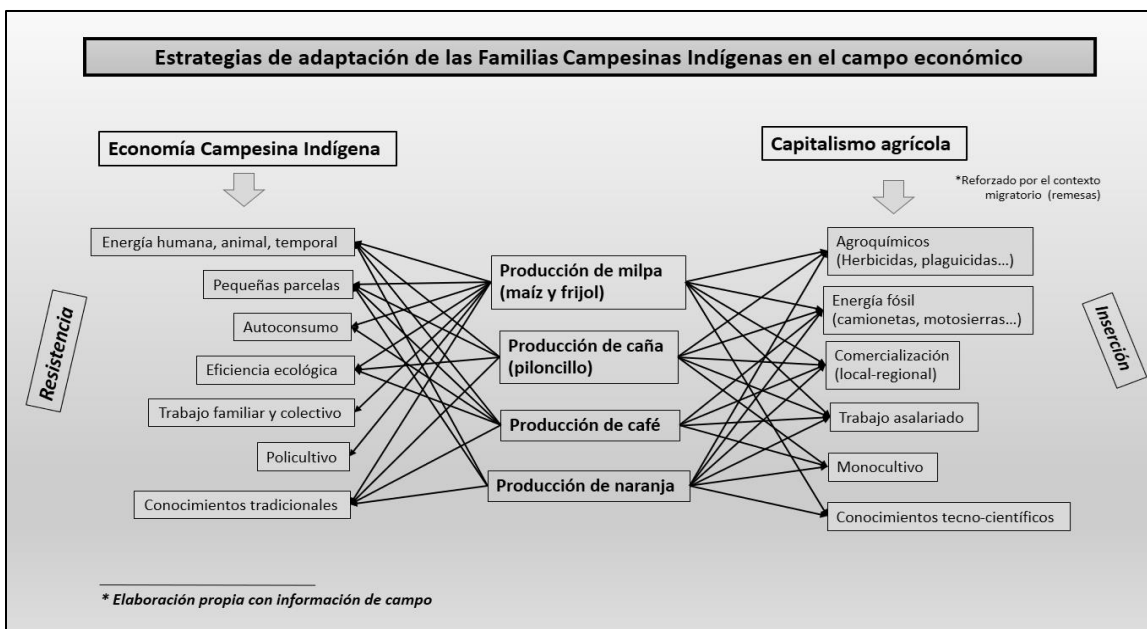 Estrategias de adaptación de las Familias Campesinas Indígenas en el campo económico
Economía Campesina Indígena
Capitalismo agrícola
*Reforzado por el contexto
migratorio (remesas)
Resistencia
Energía humana, animal, temporal
Pequeñas parcelas
Autoconsumo
Eficiencia ecológica
Trabajo familiar y colectivo
Policultivo
Conocimientos tradicionales
Producción de milpa
(maíz y frijol)
Producción de caña
(piloncillo)
Producción de café
Producción de naranja
Agroquímicos
(Herbicidas, plaguicidas...)
Energía fósil
(camionetas, motosierras...)
Comercialización
(local-regional)
Trabajo asalariado
Monocultivo
Conocimientos tecno-científicos
Inserción
* Elaboración propia con información de campo